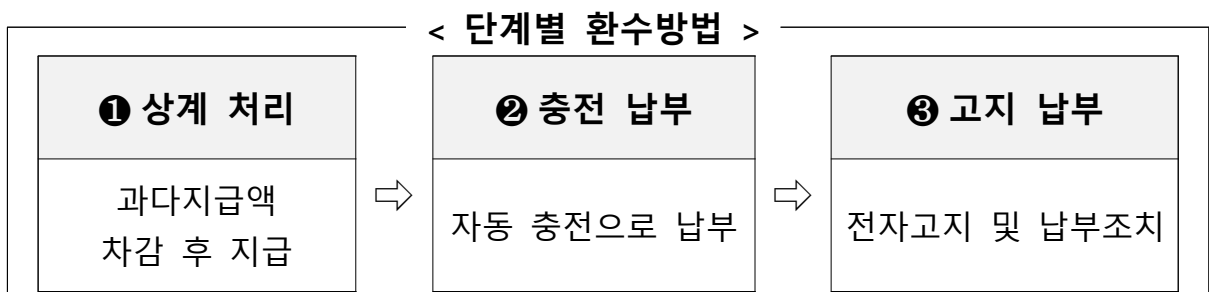 < 단계별 환수방법 >
❶ 상계 처리
❷ 충전 납부
❸ 고지 납부
과다지급액
차감 후 지급
⇨
자동 충전으로 납부
⇨
전자고지 및 납부조치